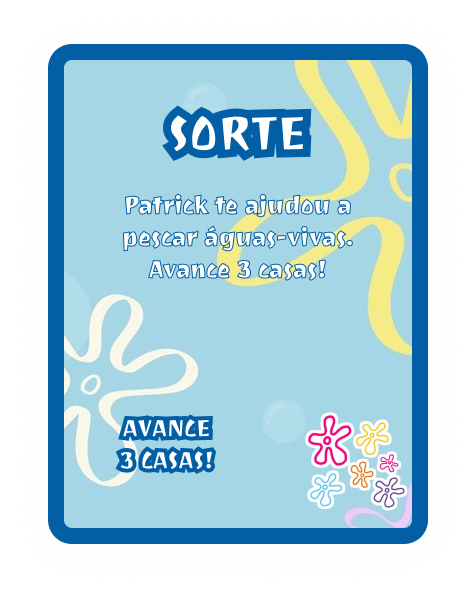 SORTE
Patrick te ajudou a
pescar águas-vivas.
Avance 3 casas!
AVANCE
3 CASAS!